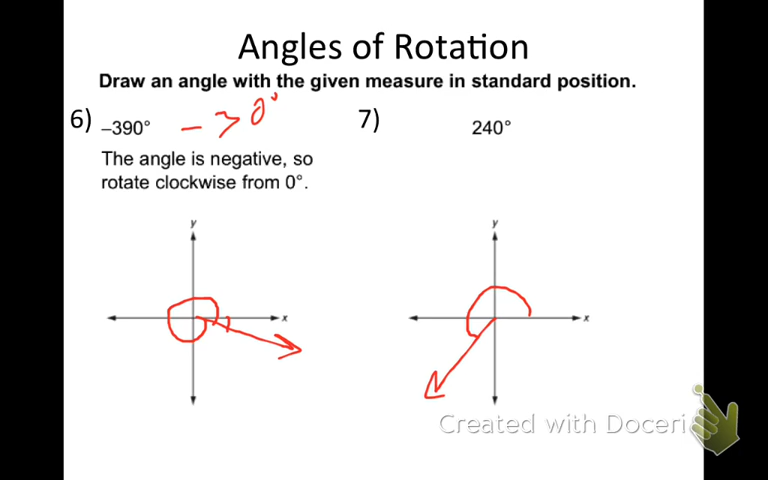 Angles of Rotation
Draw an angle with the given measure in standard position.
6) –390° – 30°
The angle is negative, so
rotate clockwise from 0°.
7) 240°
y
x
y
x
Created with Doceri